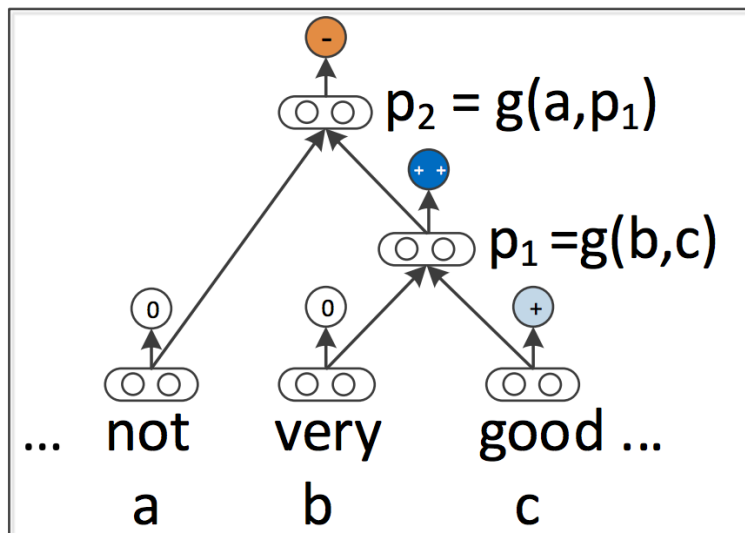 -
p₂ = g(a,p₁)
+ +
p₁ =g(b,c)
0 0 +
... not very good ...
a b c